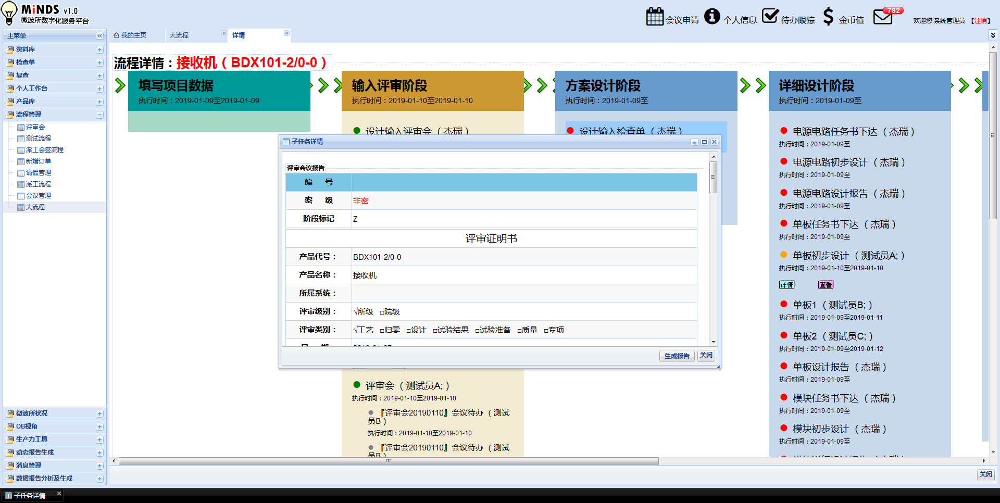 MiNDS v1.0
微波所数字化服务平台
会议申请
个人信息
待办跟踪
金币值
782
欢迎您:系统管理员 【注销】
主菜单
我的主页
大流程
详情
资料库
检查单
复查
个人工作台
产品库
流程管理
评审会
测试流程
派工会签流程
新增订单
请假管理
派工流程
会议管理
大流程
微波所状况
OB视角
生产力工具
动态报告生成
消息管理
数据报告分析及生成
流程详情：接收机（BDX101-2/0-0）
填写项目数据
执行时间：2019-01-09至2019-01-09
输入评审阶段
执行时间：2019-01-10至2019-01-10
设计输入评审会（杰瑞）
评审会（测试员A;）
执行时间：2019-01-10至2019-01-10
『评审会20190110』会议待办（测试
员B）
执行时间：2019-01-10至2019-01-10
『评审会20190110』会议待办（测试
员B）
方案设计阶段
执行时间：2019-01-09至
设计输入检查单（杰瑞）
详细设计阶段
执行时间：2019-01-09至
电源电路任务书下达（杰瑞）
执行时间：2019-01-09至
电源电路初步设计（杰瑞）
执行时间：2019-01-09至
电源电路设计报告（杰瑞）
执行时间：2019-01-09至
单板任务书下达（杰瑞）
执行时间：2019-01-09至
单板初步设计（测试员A;）
执行时间：2019-01-10至2019-01-10
详情 查看
单板1（测试员B;）
执行时间：2019-01-09至2019-01-11
单板2（测试员C;）
执行时间：2019-01-09至2019-01-12
单板设计报告（杰瑞）
执行时间：2019-01-09至
模块任务书下达（杰瑞）
执行时间：2019-01-09至
模块初步设计（杰瑞）
执行时间：2019-01-09至
子任务详情
评审会议报告
编 号
密 级 非密
阶段标记 Z
评审证明书
产品代号： BDX101-2/0-0
产品名称： 接收机
所属系统：
评审级别： √所级 □院级
评审类别： √工艺 □归零 □设计 □试验结果 □试验准备 □质量 □专项
生成报告 关闭
关闭
子任务详情